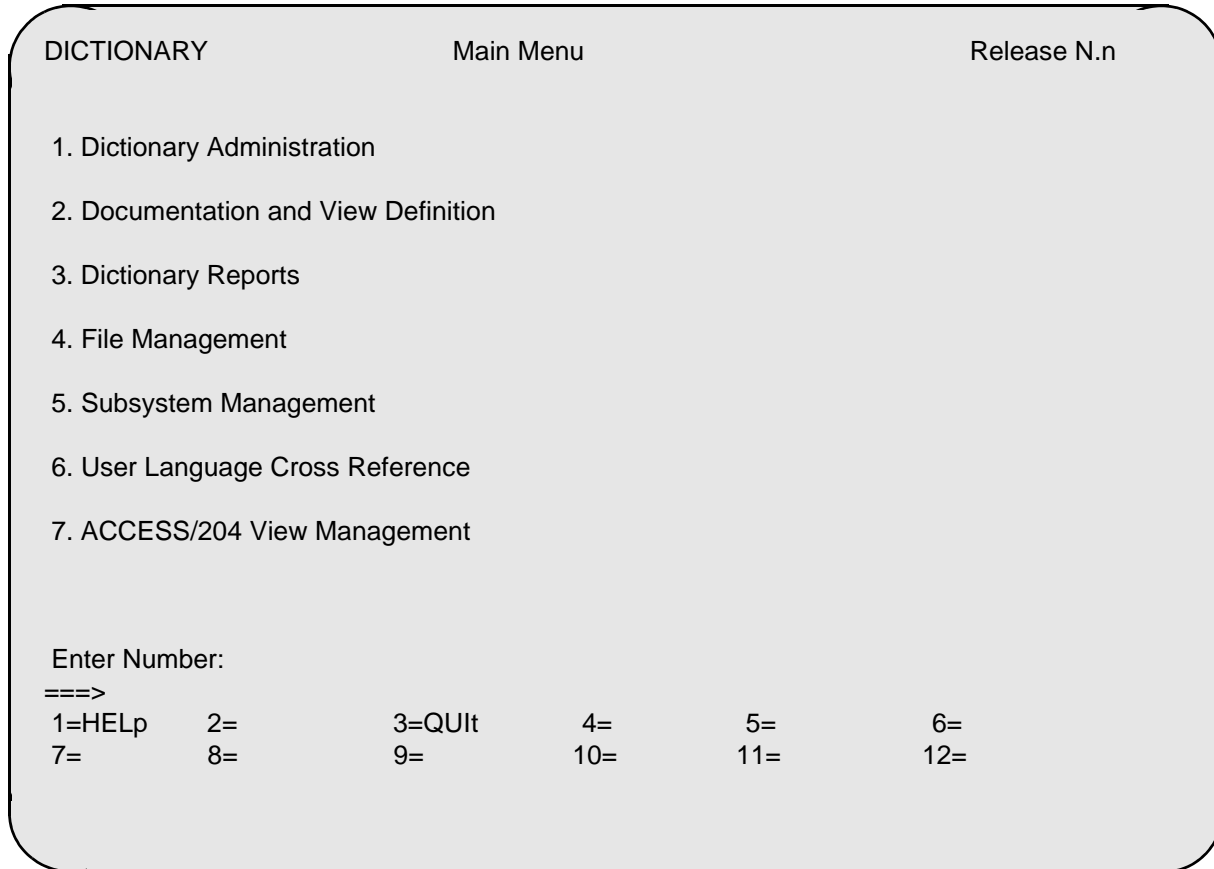 DICTIONARY Main Menu Release N.n
1. Dictionary Administration
2. Documentation and View Definition
3. Dictionary Reports
4. File Management
5. Subsystem Management
6. User Language Cross Reference
7. ACCESS/204 View Management
Enter Number:
===>
1=HELp 2= 3=QUIt 4= 5= 6=
7= 8= 9= 10= 11= 12=